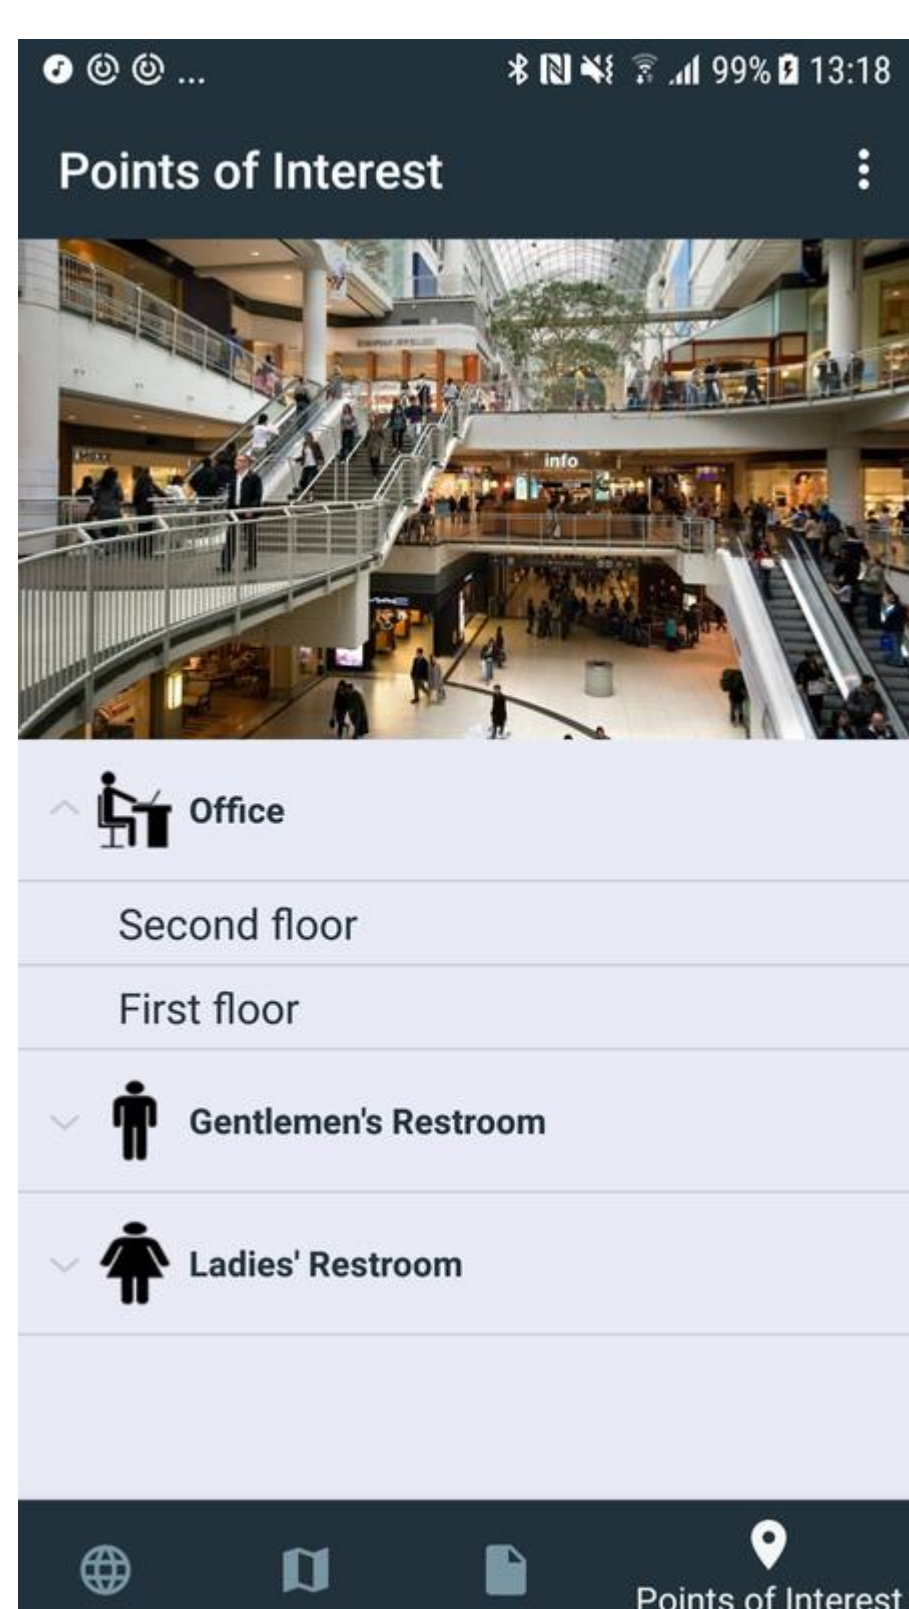 ... 99% 13:18
Points of Interest
info
Office
Second floor
First floor
Gentlemen's Restroom
Ladies' Restroom
Points of Interest